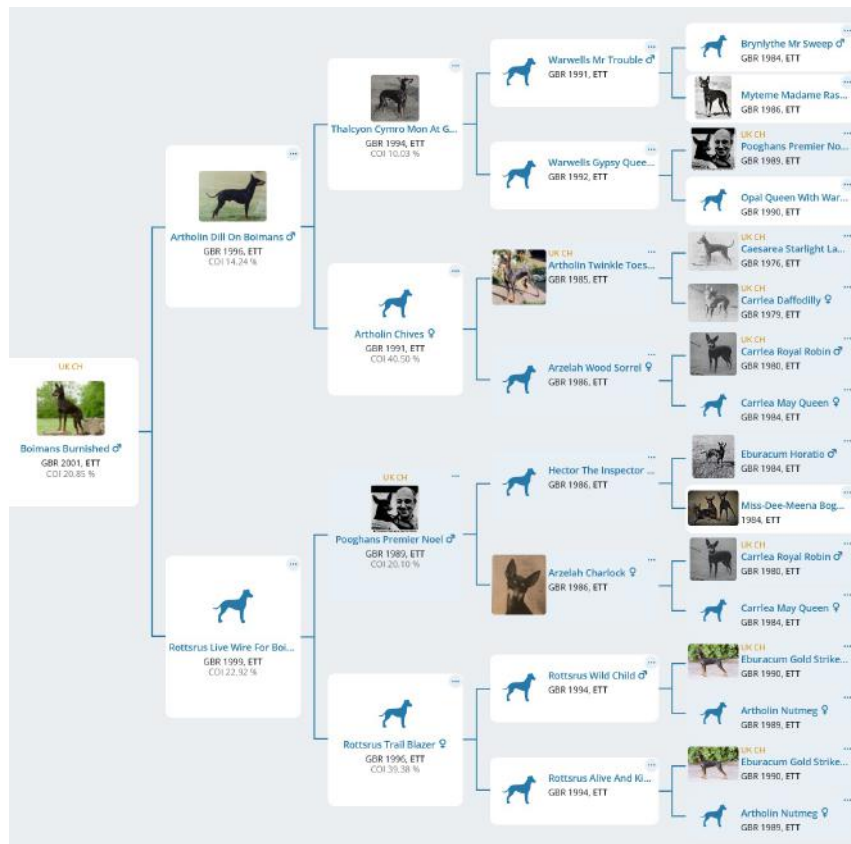 UK CH
Boimans Burnished ♂
GBR 2001, ETT
COI 20.85 %
Artholin Dill On Boimans ♂
GBR 1996, ETT
COI 14.24 %
Rottsrus Live Wire For Boi...
GBR 1999, ETT
COI 22.92 %
Thalcyon Cymro Mon At G...
GBR 1994, ETT
COI 10.03 %
Artholin Chives ♀
GBR 1991, ETT
COI 40.50 %
UK CH
Pooghans Premier Noel ♂
GBR 1989, ETT
COI 20.10 %
Rottsrus Trail Blazer ♀
GBR 1996, ETT
COI 39.38 %
Warwells Mr Trouble ♂
GBR 1991, ETT
Warwells Gypsy Quee...
GBR 1992, ETT
UK CH
Artholin Twinkle Toes...
GBR 1985, ETT
Arzelah Wood Sorrel ♀
GBR 1986, ETT
Hector The Inspector ...
GBR 1986, ETT
Arzelah Charlock ♀
GBR 1986, ETT
Rottsrus Wild Child ♂
GBR 1994, ETT
Rottsrus Alive And Ki...
GBR 1994, ETT
Brynlythe Mr Sweep ♂
GBR 1984, ETT
Myteme Madame Ras...
GBR 1986, ETT
UK CH
Pooghans Premier No...
GBR 1989, ETT
Opal Queen With War...
GBR 1990, ETT
UK CH
Caesarea Starlight La...
GBR 1976, ETT
UK CH
Carrlea Daffodilly ♀
GBR 1979, ETT
UK CH
Carrlea Royal Robin ♂
GBR 1980, ETT
Carrlea May Queen ♀
GBR 1984, ETT
Eburacum Horatio ♂
GBR 1984, ETT
Miss-Dee-Meena Bog...
1984, ETT
UK CH
Carrlea Royal Robin ♂
GBR 1980, ETT
Carrlea May Queen ♀
GBR 1984, ETT
UK CH
Eburacum Gold Strike...
GBR 1990, ETT
Artholin Nutmeg ♀
GBR 1989, ETT
UK CH
Eburacum Gold Strike...
GBR 1990, ETT
Artholin Nutmeg ♀
GBR 1989, ETT